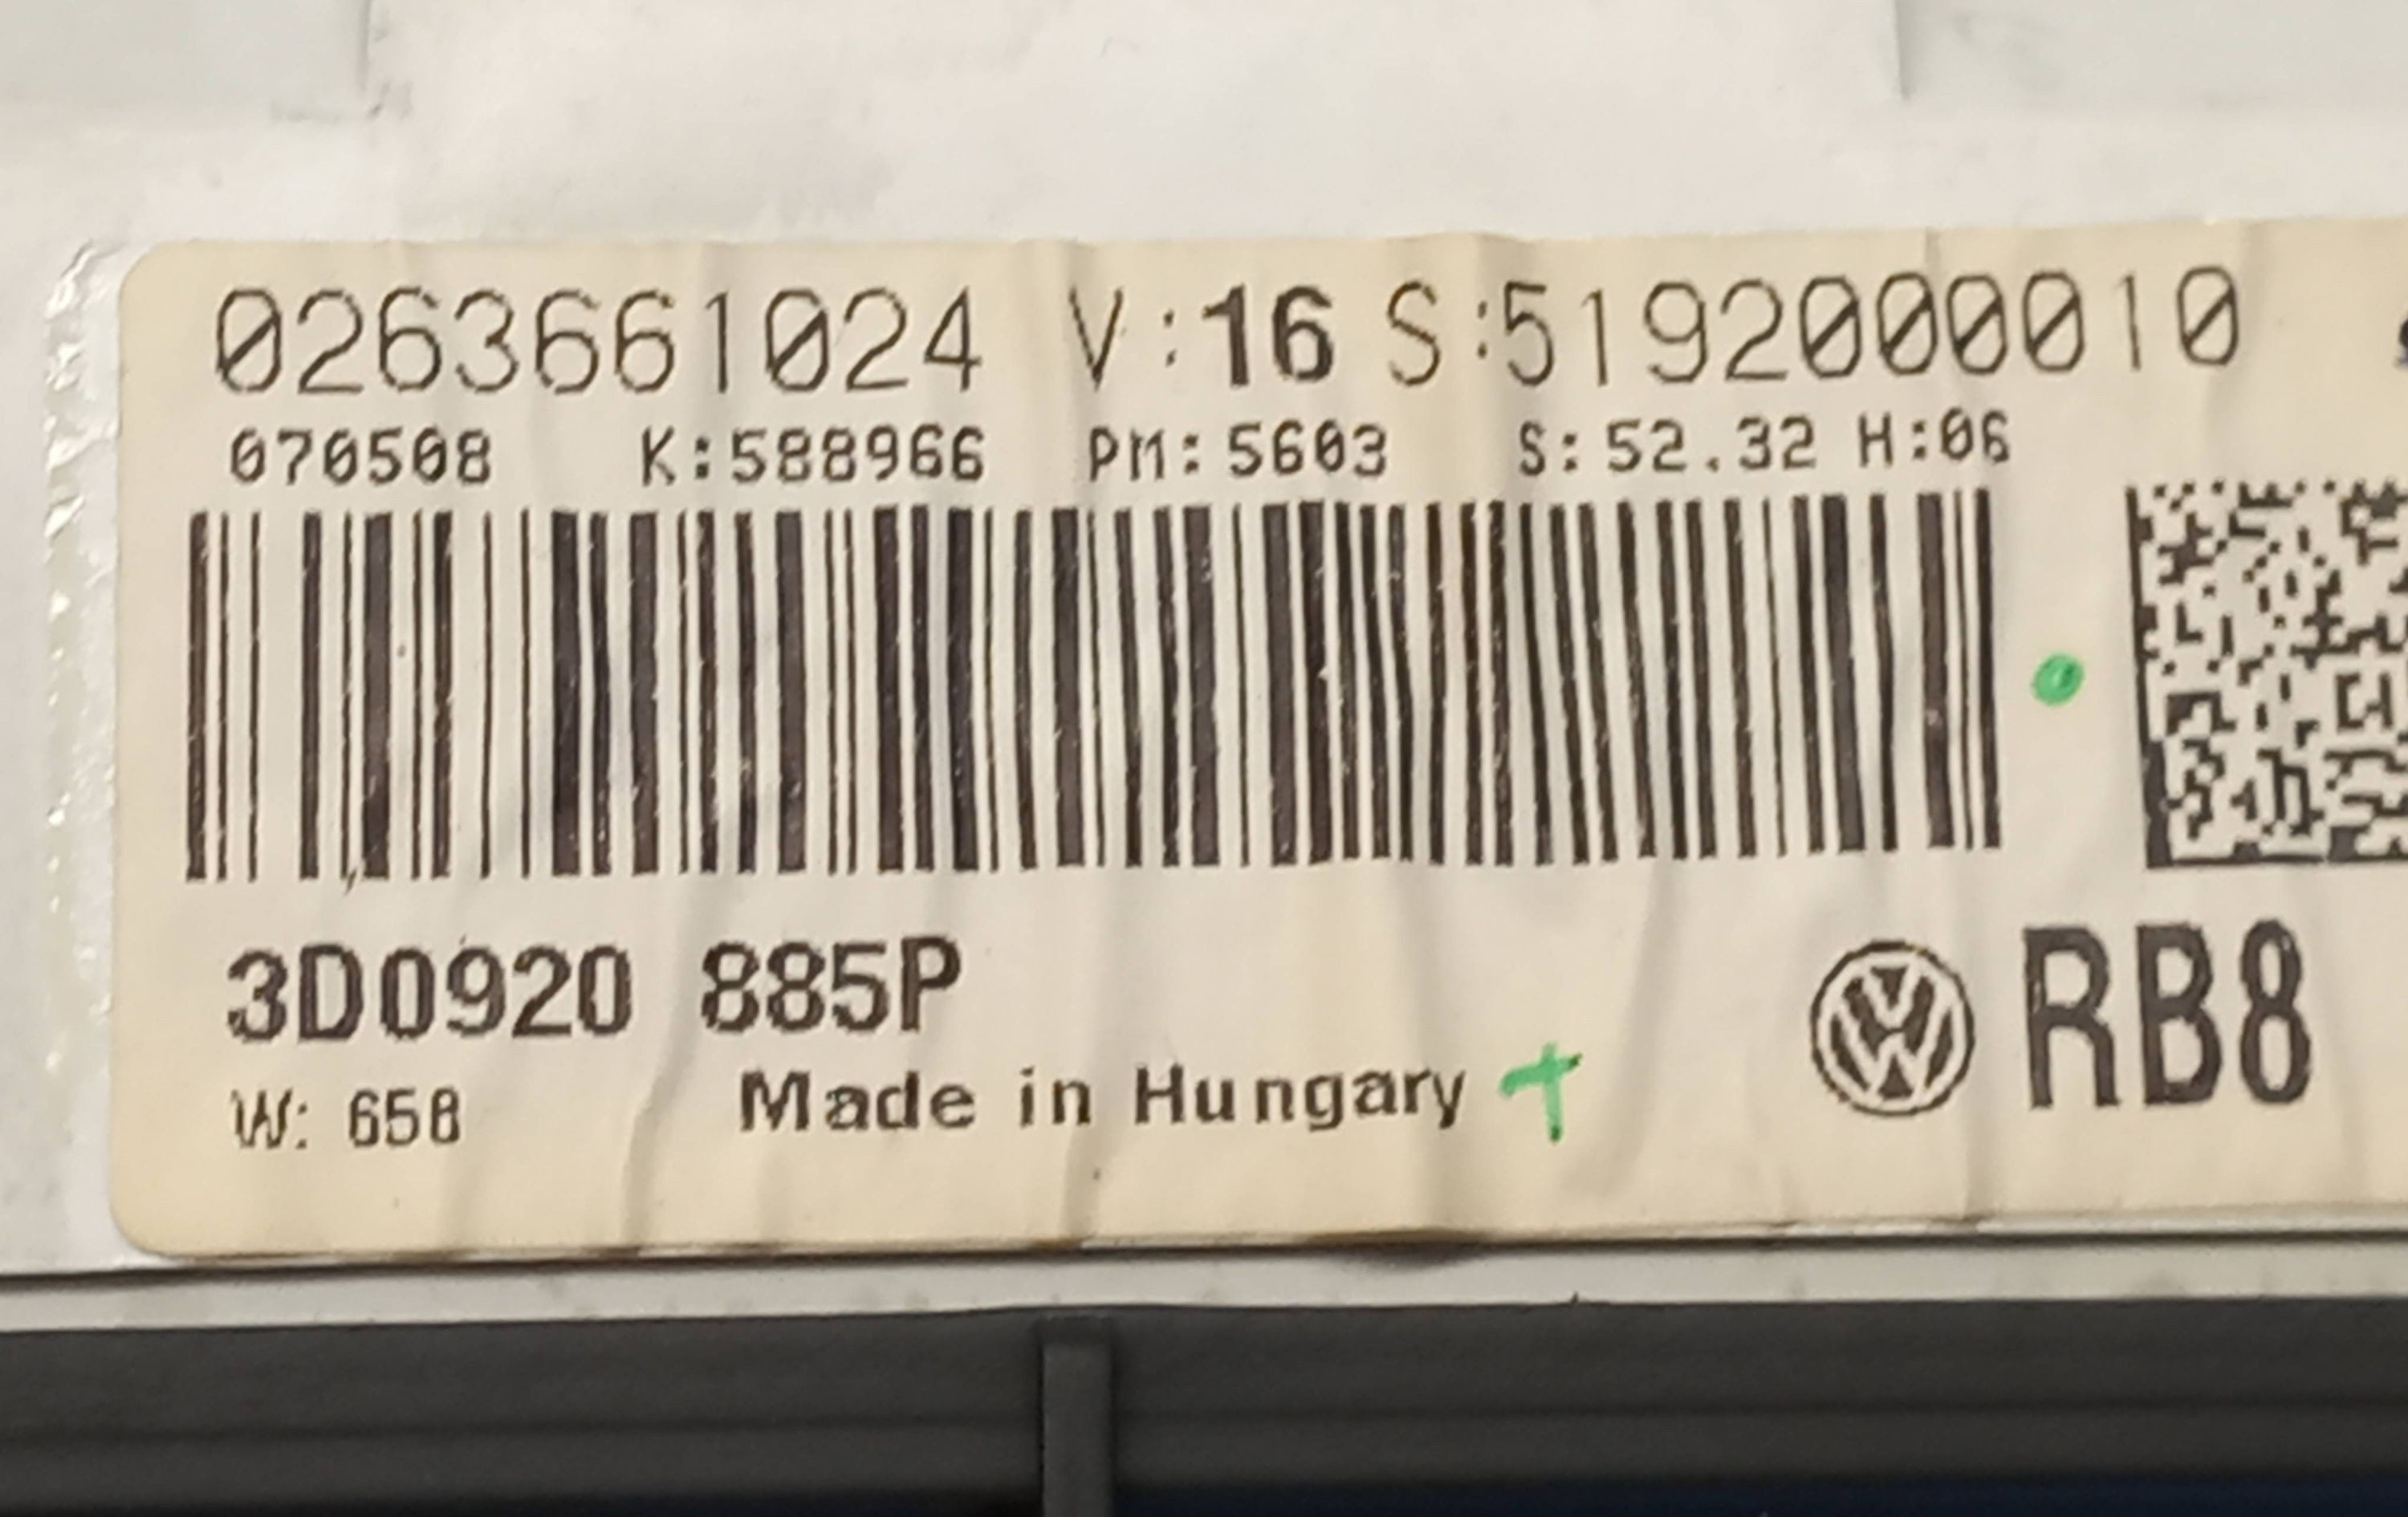 0263661024 V:16 S:5192000010
070508 K:588966 PM:5603 S:52.32 H:06
3D0920 885P
W: 658 Made in Hungary
RB8